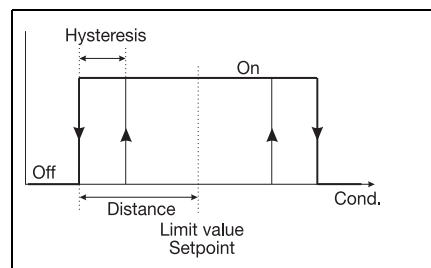 Hysteresis
On
Off
Distance
Cond.
Limit value
Setpoint